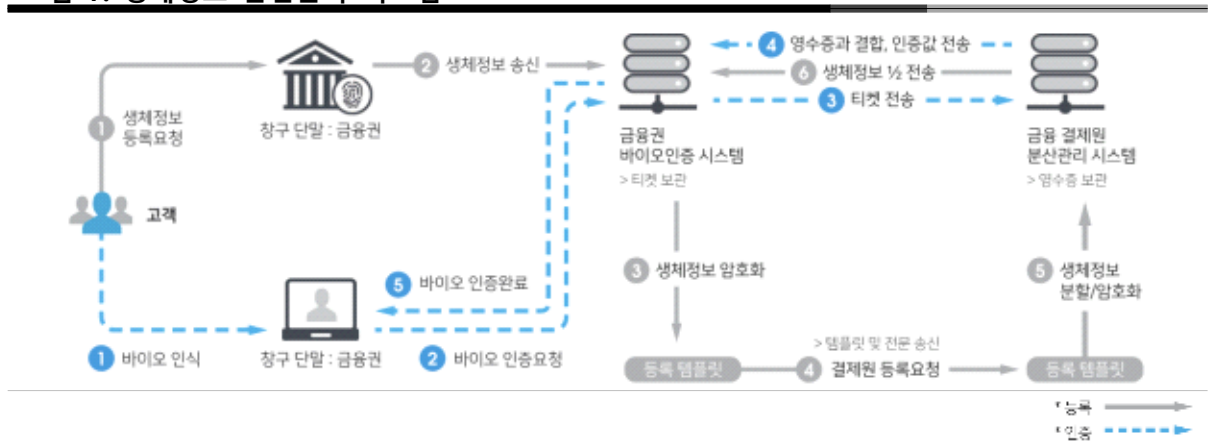 4 영수증과 결합, 인증값 전송
2 생체정보 송신
6 생체정보 ½ 전송
3 티켓 전송
1 생체정보
등록요청
창구 단말 : 금융권
금융권
바이오인증 시스템
> 티켓 보관
금융 결제원
분산관리 시스템
> 영수증 보관
고객
3 생체정보 암호화
5 생체정보
분할/암호화
5 바이오 인증완료
1 바이오 인식
창구 단말 : 금융권
2 바이오 인증요청
> 템플릿 및 전문 송신
등록 템플릿
4 결제원 등록요청
등록 템플릿
* 등록
* 인증